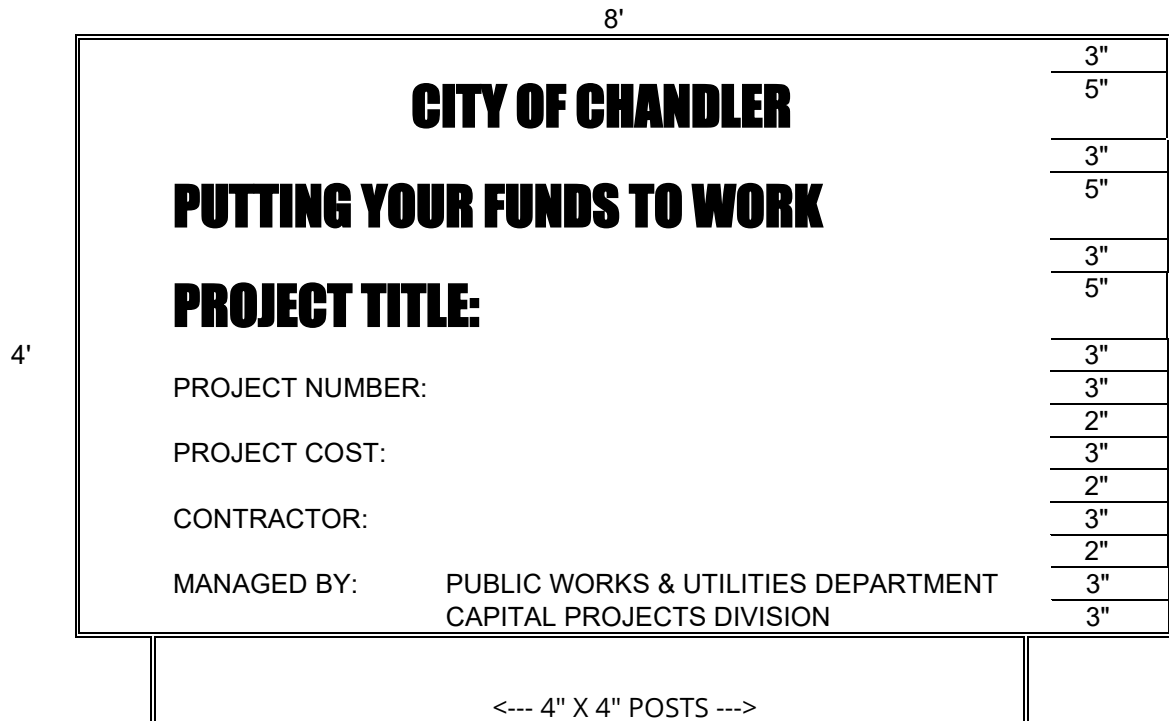 8'
3"
CITY OF CHANDLER 5"
3"
PUTTING YOUR FUNDS TO WORK 5"
3"
PROJECT TITLE: 5"
4' 3"
PROJECT NUMBER: 3"
2"
PROJECT COST: 3"
2"
CONTRACTOR: 3"
2"
MANAGED BY: PUBLIC WORKS & UTILITIES DEPARTMENT 3"
CAPITAL PROJECTS DIVISION 3"
<--- 4" X 4" POSTS --->